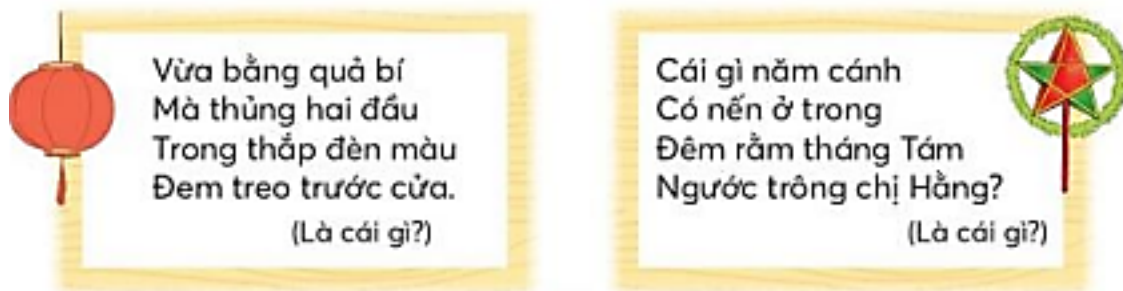 Vừa bằng quả bí
Mà thủng hai đầu
Trong thắp đèn màu
Đem treo trước cửa.
(Là cái gì?)
Cái gì năm cánh
Có nến ở trong
Đêm rằm tháng Tám
Ngước trông chị Hằng?
(Là cái gì?)